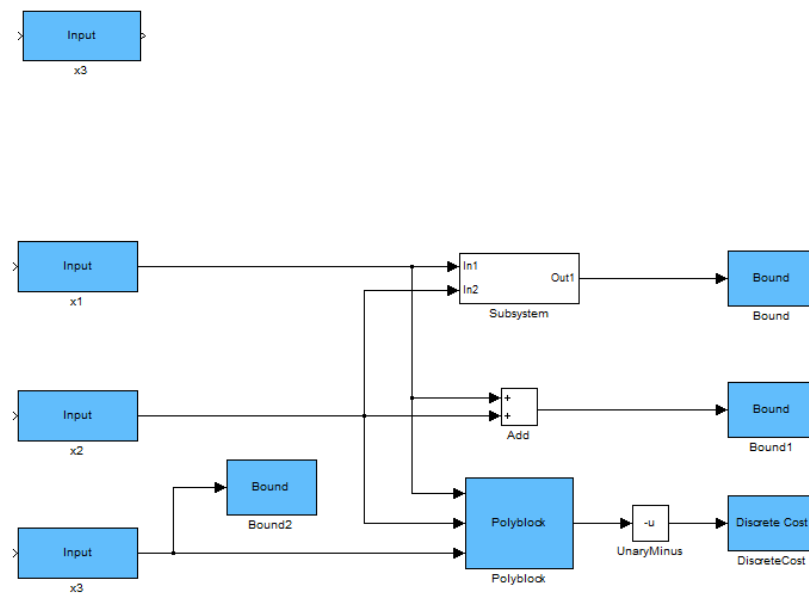 Input
x3
Input
x1
In1
In2
Out1
Subsystem
Bound
Bound
Input
x2
+
+
Add
Bound
Bound1
Bound
Bound2
Input
x3
Polyblock
Polyblock
-u
UnaryMinus
Discrete Cost
DiscreteCost